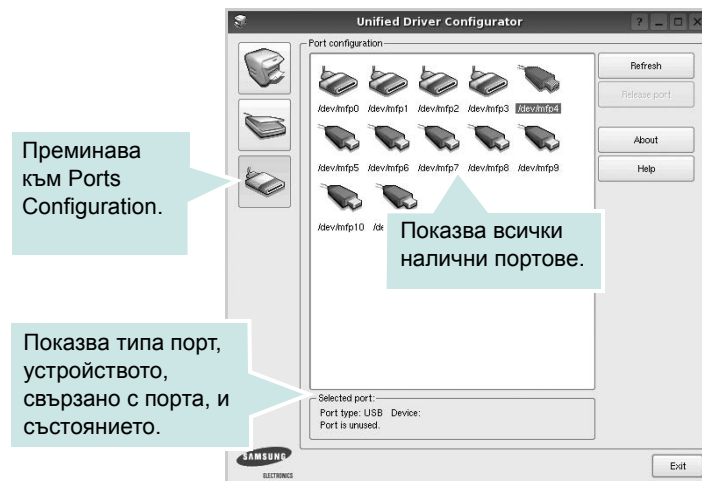 Unified Driver Configurator
Port configuration
/dev/mfp0 /dev/mfp1 /dev/mfp2 /dev/mfp3 /dev/mfp4
/dev/mfp5 /dev/mfp6 /dev/mfp7 /dev/mfp8 /dev/mfp9
/dev/mfp10 /de
Refresh
Release port
About
Help
Преминава
към Ports
Configuration.
Показва всички
налични портове.
Показва типа порт,
устройството,
свързано с порта, и
състоянието.
Selected port:
Port type: USB Device:
Port is unused.
SAMSUNG
ELECTRONICS
Exit